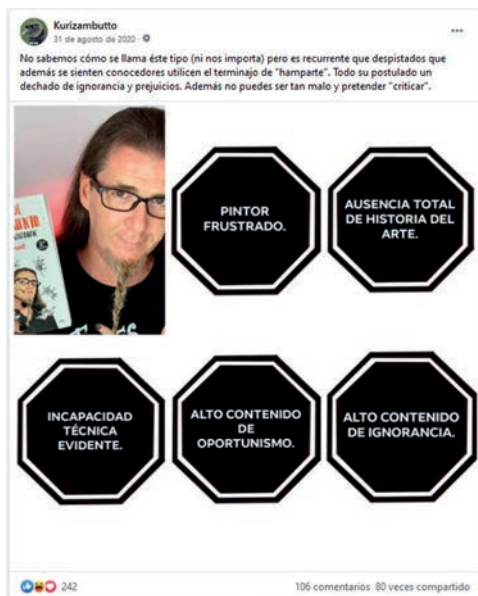 Kurizambutto
31 de agosto de 2020 ·
No sabemos cómo se llama éste tipo (ni nos importa) pero es recurrente que despistados que
además se sienten conocedores utilicen el terminajo de "hamparte". Todo su postulado un
dechado de ignorancia y prejuicios. Además no puedes ser tan malo y pretender "criticar".
PINTOR
FRUSTRADO.
AUSENCIA TOTAL
DE HISTORIA DEL
ARTE.
INCAPACIDAD
TÉCNICA
EVIDENTE.
ALTO CONTENIDO
DE
OPORTUNISMO.
ALTO CONTENIDO
DE IGNORANCIA.
242
106 comentarios 80 veces compartido